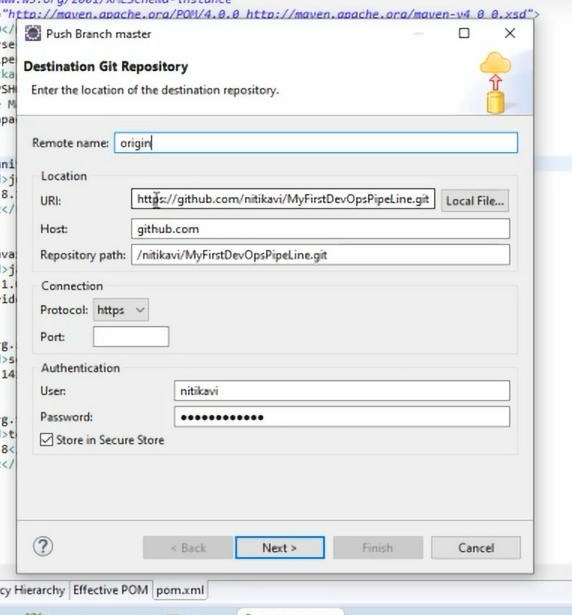 "http://maven.apache.org/POM/4.0.0 http://maven.apache.org/maven-v4_0_0.xsd">
Push Branch master
Destination Git Repository
Enter the location of the destination repository.
Remote name: origin
Location
URI: https://github.com/nitikavi/MyFirstDevOpsPipeLine.git Local File...
Host: github.com
Repository path: /nitikavi/MyFirstDevOpsPipeLine.git
Connection
Protocol: https
Port:
Authentication
User: nitikavi
Password: ●●●●●●●●●●●●
Store in Secure Store
? < Back Next > Finish Cancel
cy Hierarchy Effective POM pom.xml